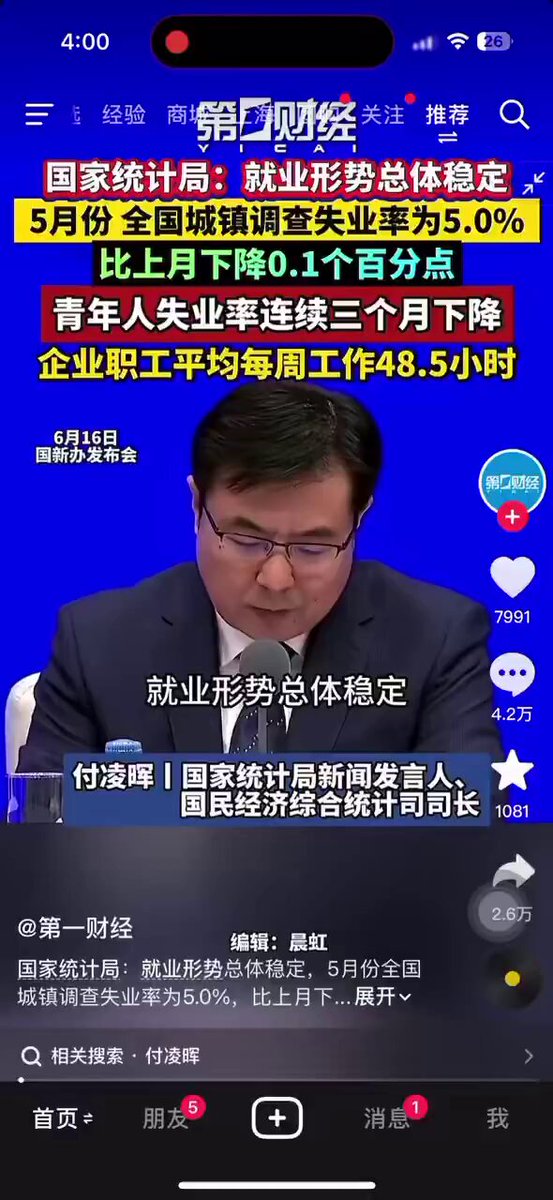 4:00
26
经验
商城
上海
关注
推荐
第一财经
YICAI
国家统计局：就业形势总体稳定
5月份 全国城镇调查失业率为5.0%
比上月下降0.1个百分点
青年人失业率连续三个月下降
企业职工平均每周工作48.5小时
6月16日
国新办发布会
第一财经
YICAI
7991
4.2万
就业形势总体稳定
付凌晖丨国家统计局新闻发言人、
国民经济综合统计司司长
1081
2.6万
@第一财经
编辑：晨虹
国家统计局：就业形势总体稳定，5月份全国
城镇调查失业率为5.0%，比上月下...展开
相关搜索·付凌晖
首页
朋友
5
消息
1
我